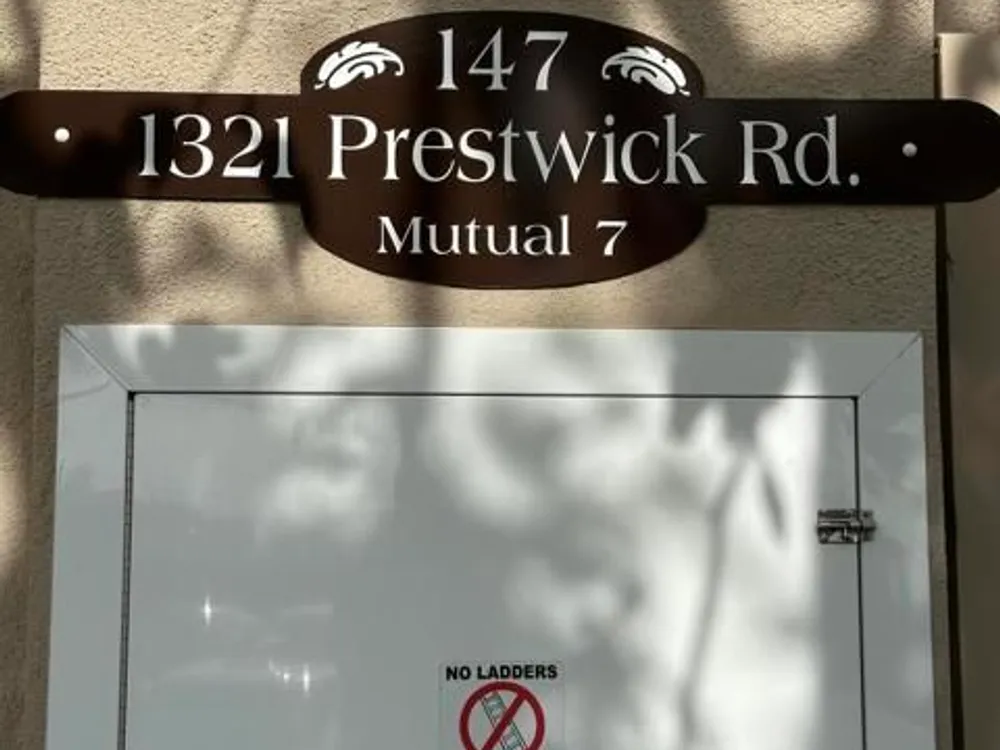 147
1321 Prestwick Rd.
Mutual 7
NO LADDERS